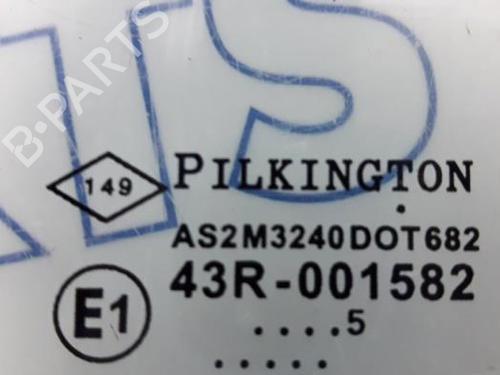 B-PARTS
149 PILKINGTON
AS2M3240DOT682
43R-001582
E1
....5
.....